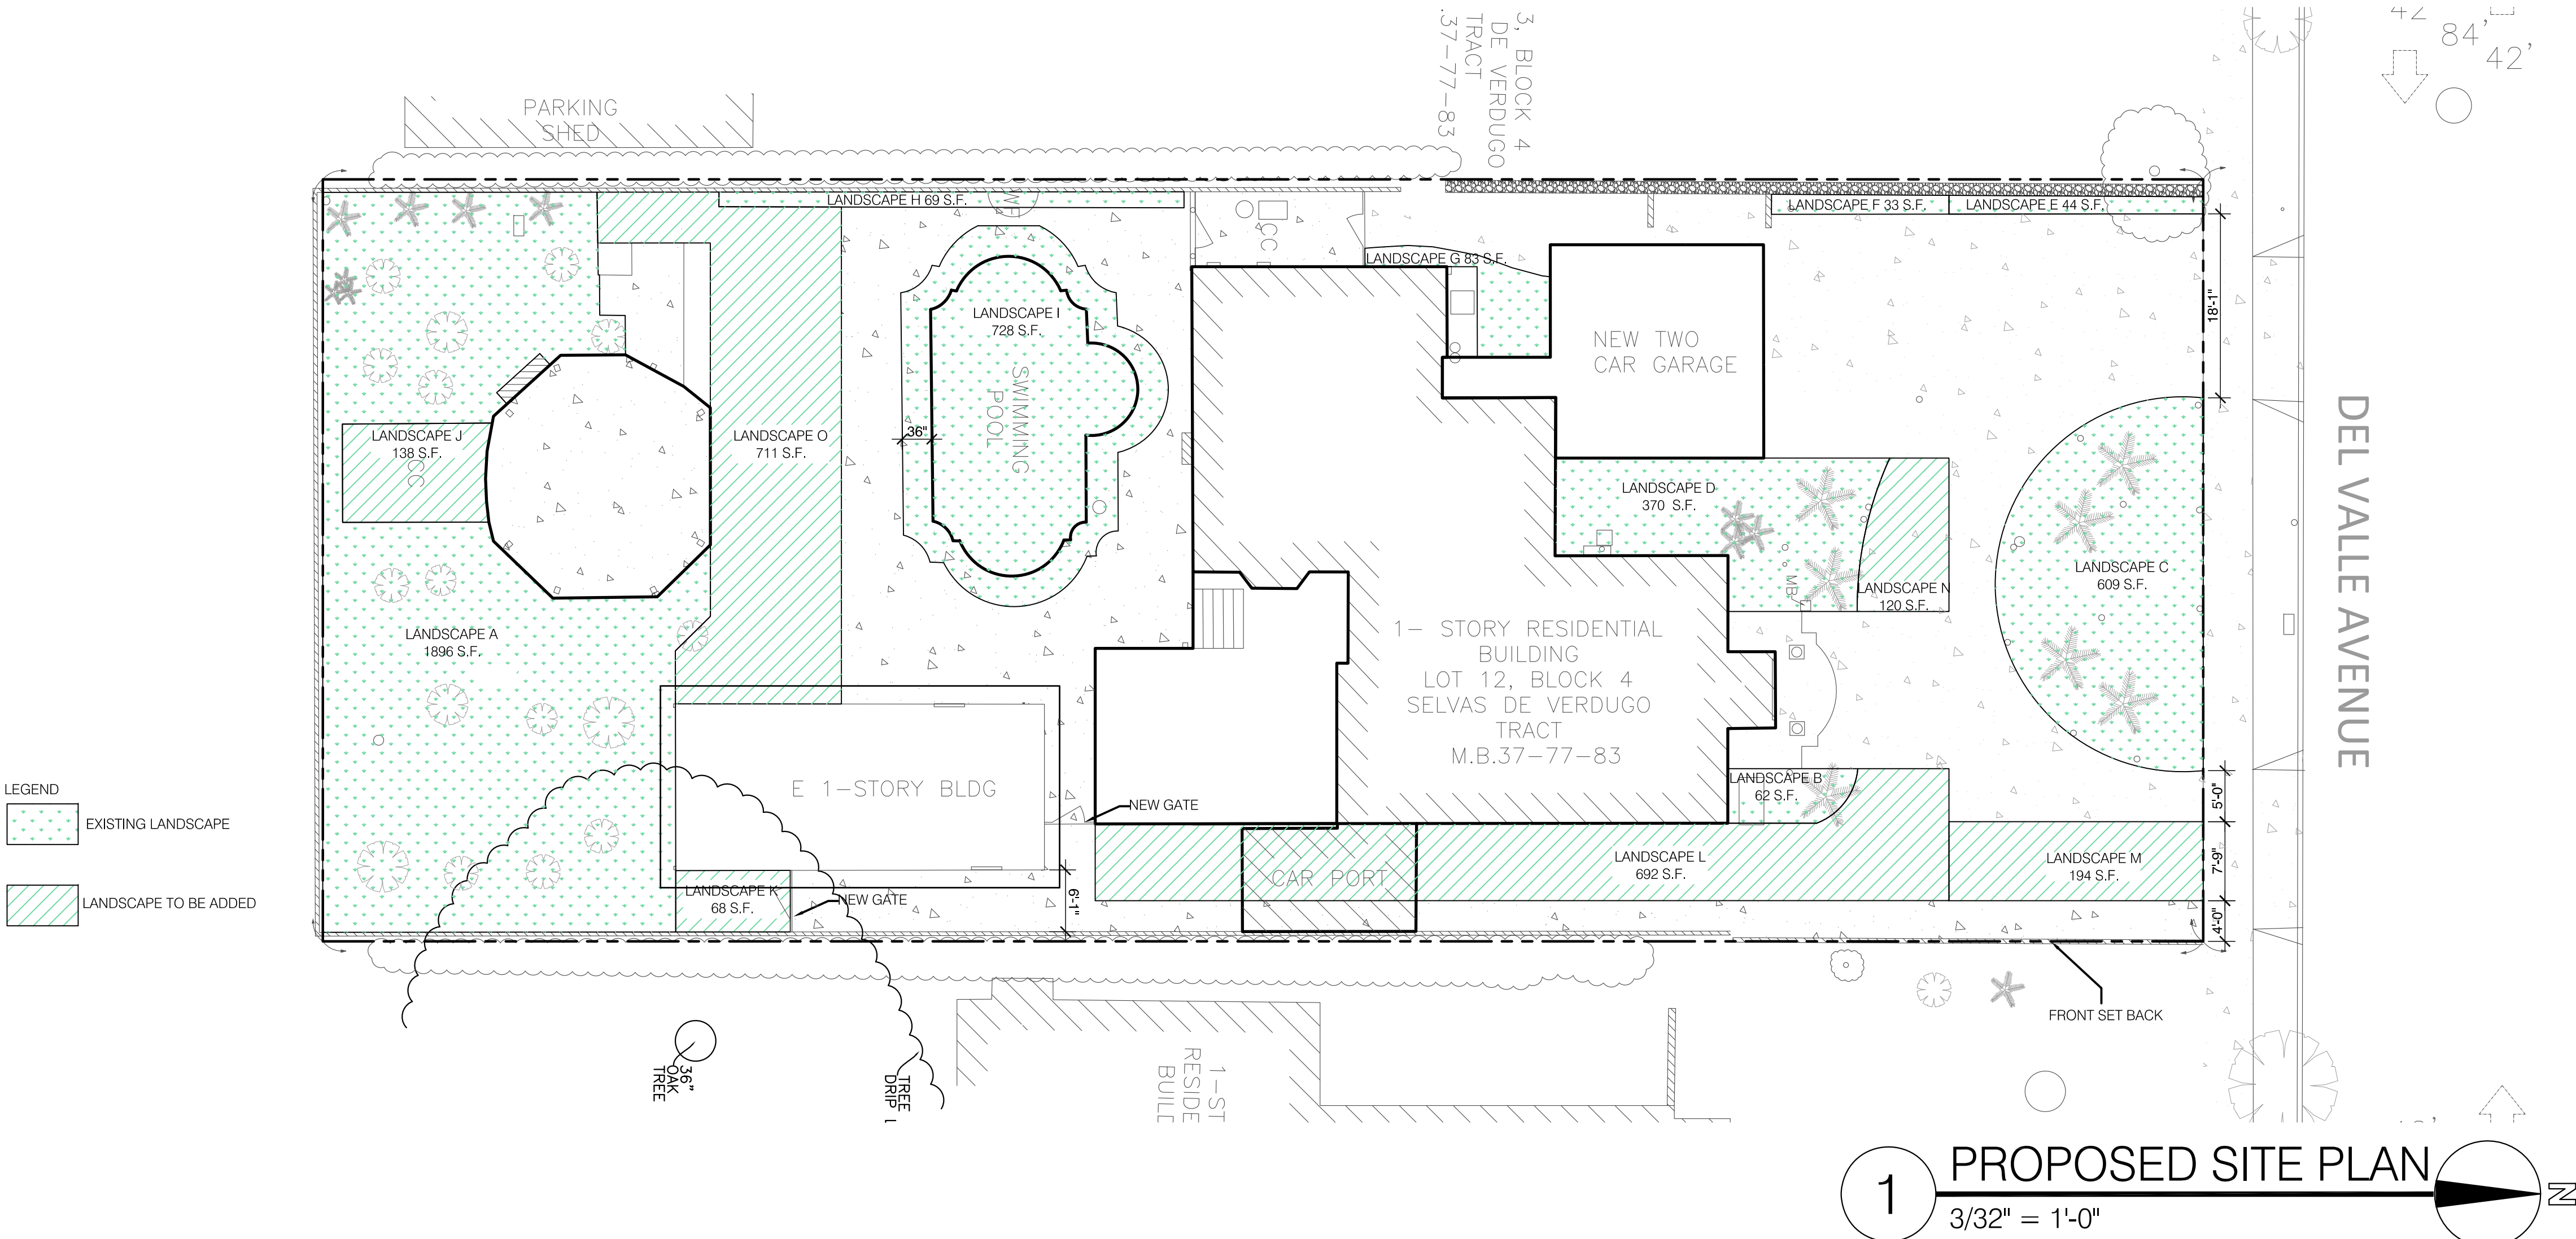 3, BLOCK 4
DE VERDUGO
TRACT
.37-77-83
84'
42'
PARKING
SHED
LANDSCAPE H 69 S.F.
LANDSCAPE F 33 S.F.
LANDSCAPE E 44 S.F.
CC
LANDSCAPE G 83 S.F.
18'-1"
LANDSCAPE I
728 S.F.
SWIMMING
POOL
36"
NEW TWO
CAR GARAGE
DEL VALLE AVENUE
LANDSCAPE J
138 S.F.
CC
LANDSCAPE O
711 S.F.
LANDSCAPE D
370 S.F.
LANDSCAPE C
609 S.F.
MB
LANDSCAPE N
120 S.F.
LANDSCAPE A
1896 S.F.
1- STORY RESIDENTIAL
BUILDING
LOT 12, BLOCK 4
SELVAS DE VERDUGO
TRACT
M.B.37-77-83
LEGEND
EXISTING LANDSCAPE
LANDSCAPE TO BE ADDED
E 1-STORY BLDG
NEW GATE
LANDSCAPE B
62 S.F.
5'-0"
7'-9"
4'-0"
LANDSCAPE L
692 S.F.
LANDSCAPE M
194 S.F.
CAR PORT
LANDSCAPE K
68 S.F.
NEW GATE
6'-1"
FRONT SET BACK
36"
OAK
TREE
TREE
DRIP
1-ST
RESIDE
1
PROPOSED SITE PLAN
3/32" = 1'-0"
N